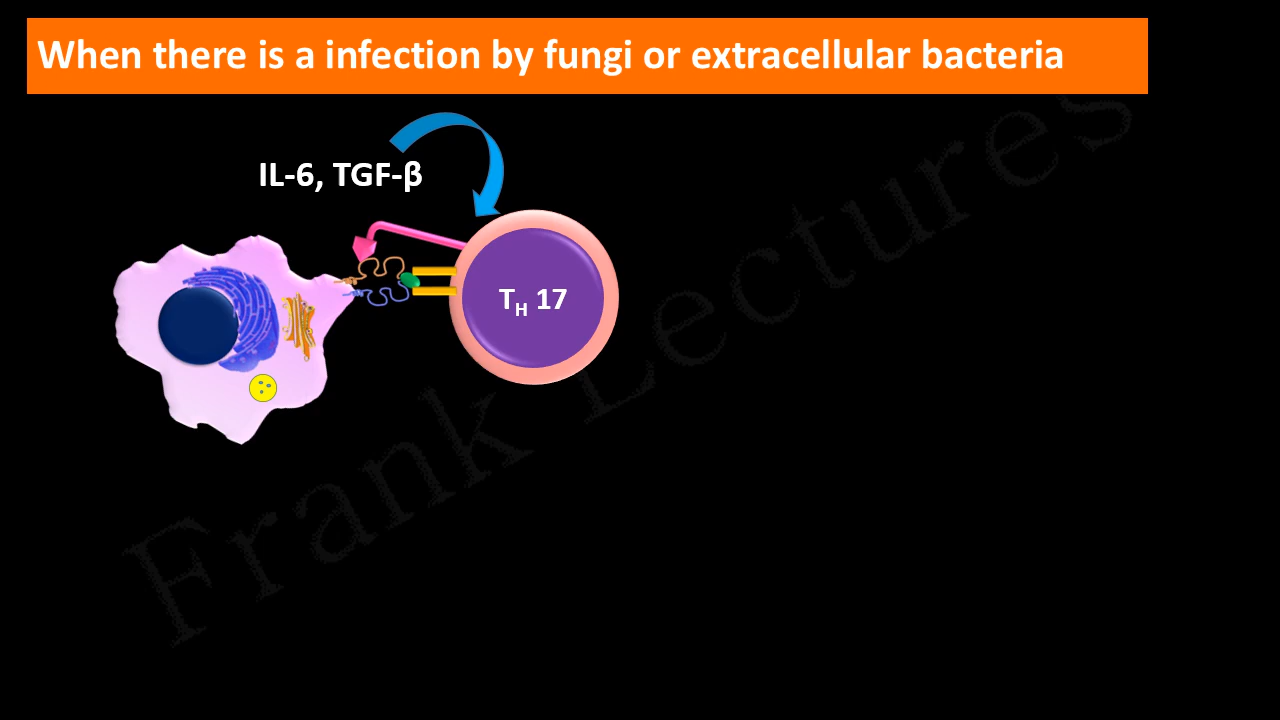 When there is a infection by fungi or extracellular bacteria
IL-6, TGF-β
TH 17
Frank Lectures